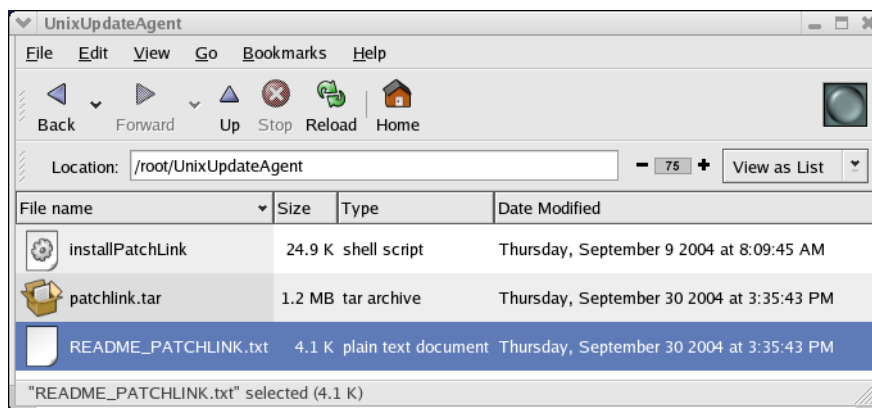 UnixUpdateAgent
File Edit View Go Bookmarks Help
Back Forward Up Stop Reload Home
Location: /root/UnixUpdateAgent 75 View as List
File name Size Type Date Modified
installPatchLink 24.9 K shell script Thursday, September 9 2004 at 8:09:45 AM
patchlink.tar 1.2 MB tar archive Thursday, September 30 2004 at 3:35:43 PM
README_PATCHLINK.txt 4.1 K plain text document Thursday, September 30 2004 at 3:35:43 PM
"README_PATCHLINK.txt" selected (4.1 K)